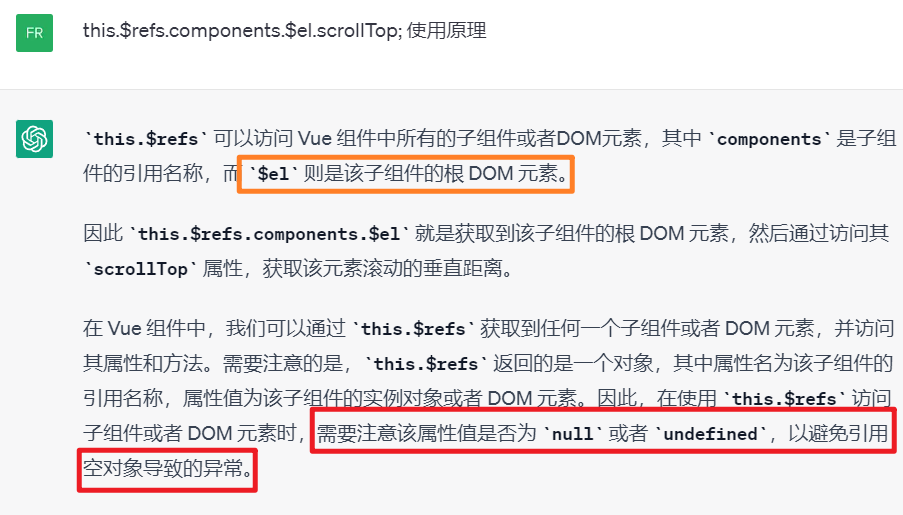 FR
this.$refs.components.$el.scrollTop; 使用原理
`this.$refs` 可以访问 Vue 组件中所有的子组件或者DOM元素，其中 `components` 是子组
件的引用名称，而 `$el` 则是该子组件的根 DOM 元素。
因此 `this.$refs.components.$el` 就是获取到该子组件的根 DOM 元素，然后通过访问其
`scrollTop` 属性，获取该元素滚动的垂直距离。
在 Vue 组件中，我们可以通过 `this.$refs` 获取到任何一个子组件或者 DOM 元素，并访问
其属性和方法。需要注意的是，`this.$refs` 返回的是一个对象，其中属性名为该子组件的
引用名称，属性值为该子组件的实例对象或者 DOM 元素。因此，在使用 `this.$refs` 访问
子组件或者 DOM 元素时，需要注意该属性值是否为 `null` 或者 `undefined`，以避免引用
空对象导致的异常。